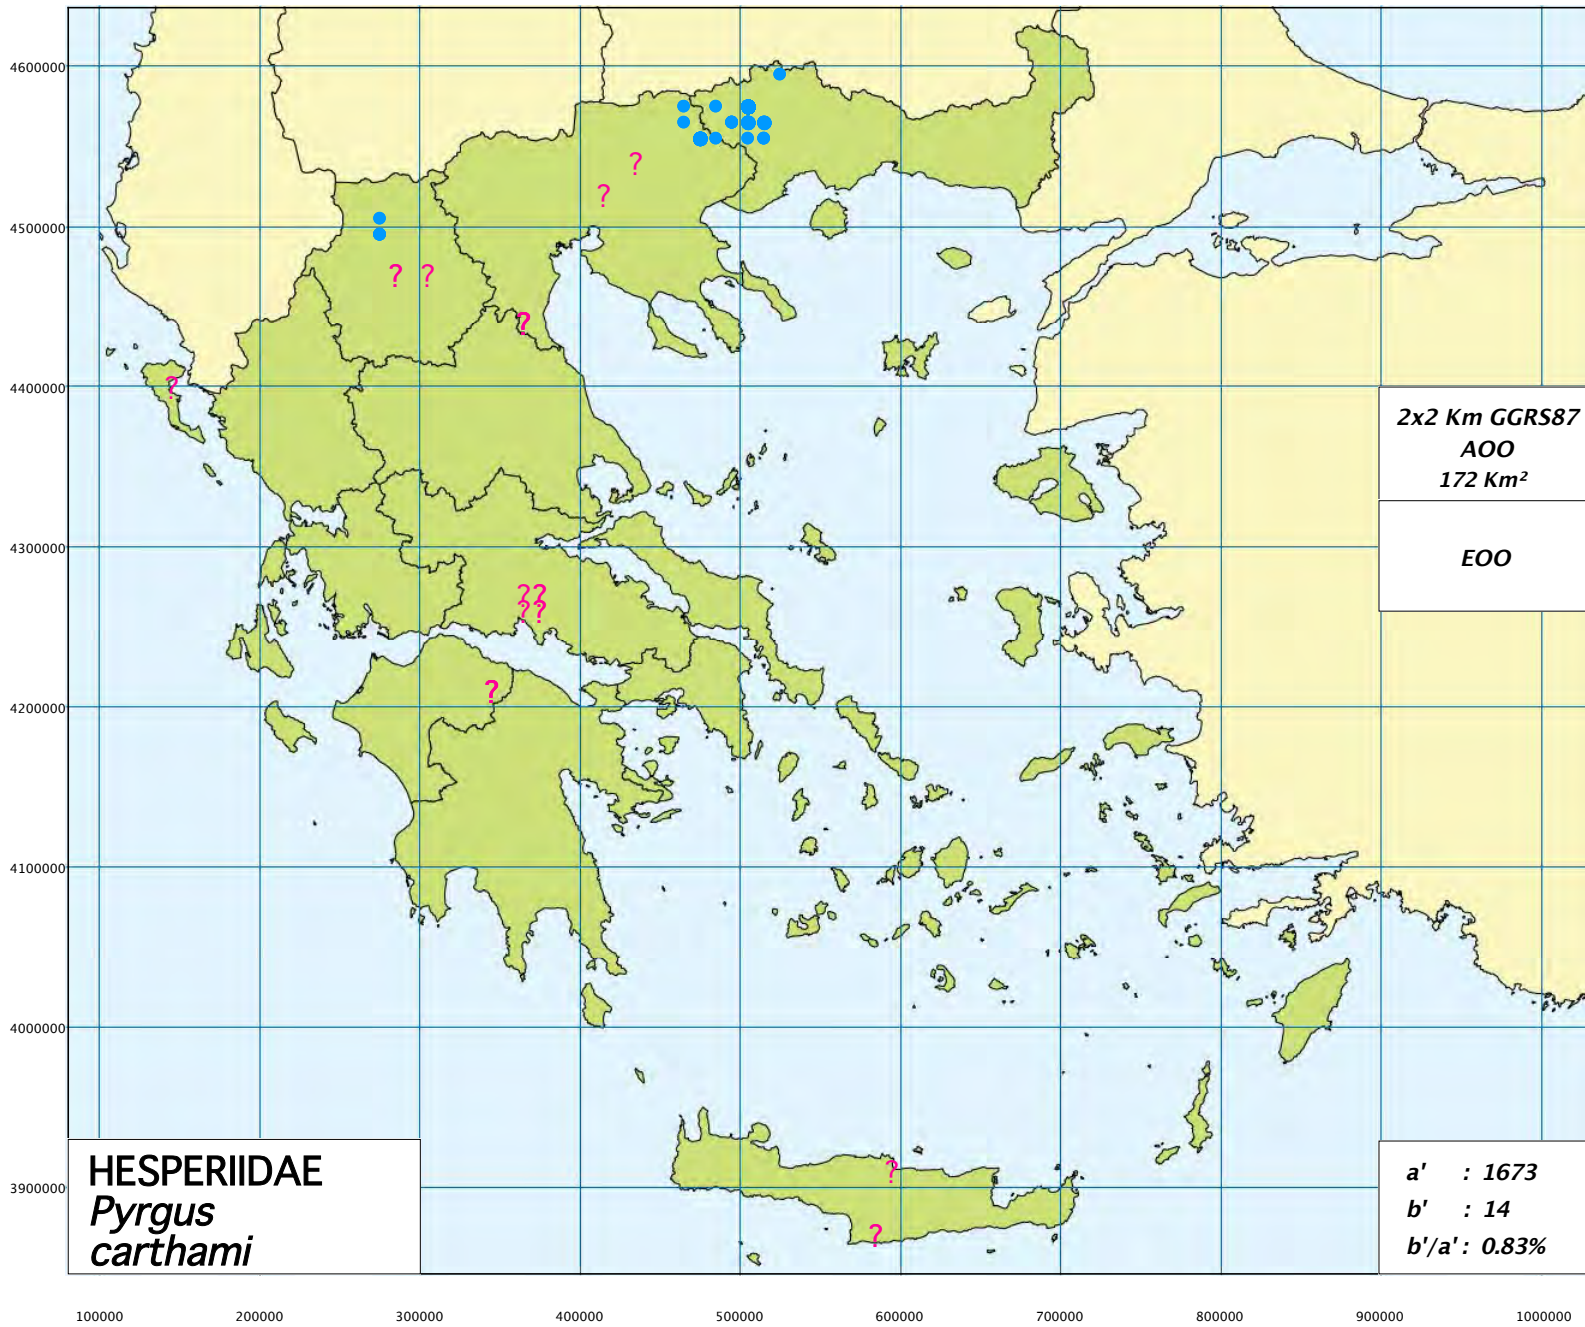 4600000
4500000
4400000
4300000
4200000
4100000
4000000
3900000
? 
?
? ?
?
?
??
??
?
?
?
2x2 Km GGRS87
AOO
172 Km²
EOO
HESPERIIDAE
Pyrgus
carthami
a' : 1673
b' : 14
b'/a' : 0.83%
100000 200000 300000 400000 500000 600000 700000 800000 900000 1000000